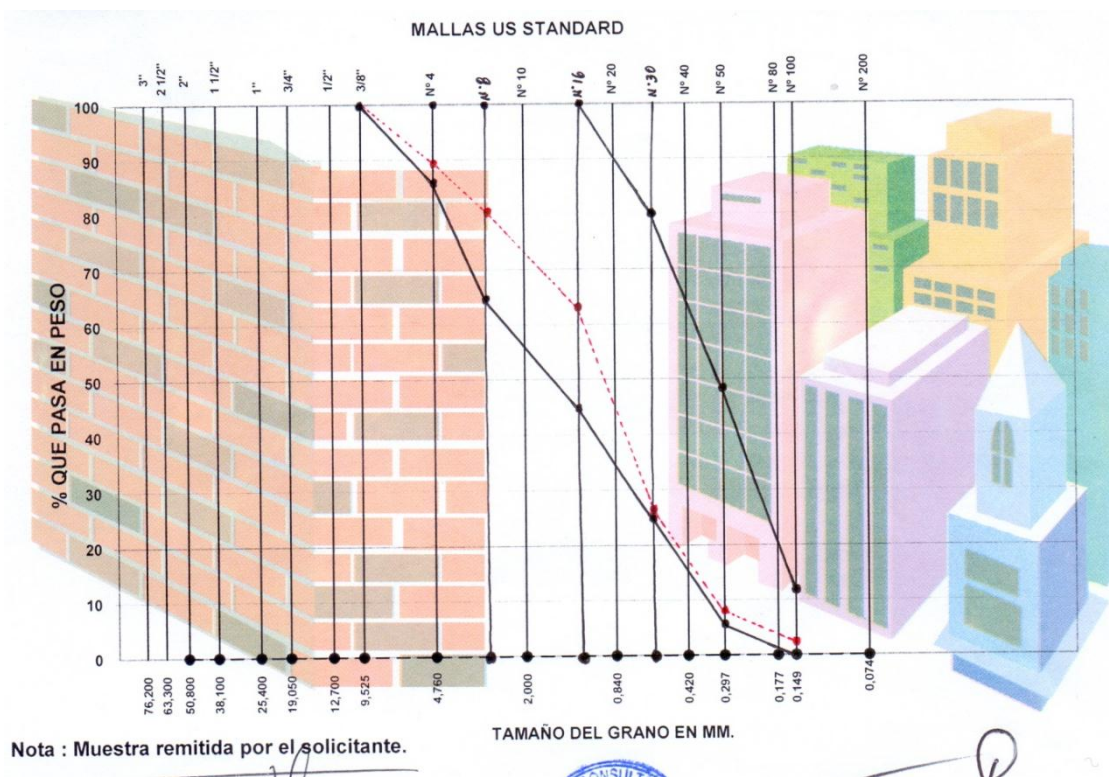 MALLAS US STANDARD
3" 2 1/2" 2" 1 1/2" 1" 3/4" 1/2" 3/8" Nº 4 N°8 Nº 10 N°16 Nº 20 N°30 Nº 40 Nº 50 Nº 80 Nº 100 Nº 200
% QUE PASA EN PESO
100
90
80
70
60
50
40
30
20
10
0
76,200 63,300 50,800 38,100 25,400 19,050 12,700 9,525 4,760 2,000 0,840 0,420 0,297 0,177 0,149 0,074
TAMAÑO DEL GRANO EN MM.
Nota : Muestra remitida por el solicitante.
CONSULT